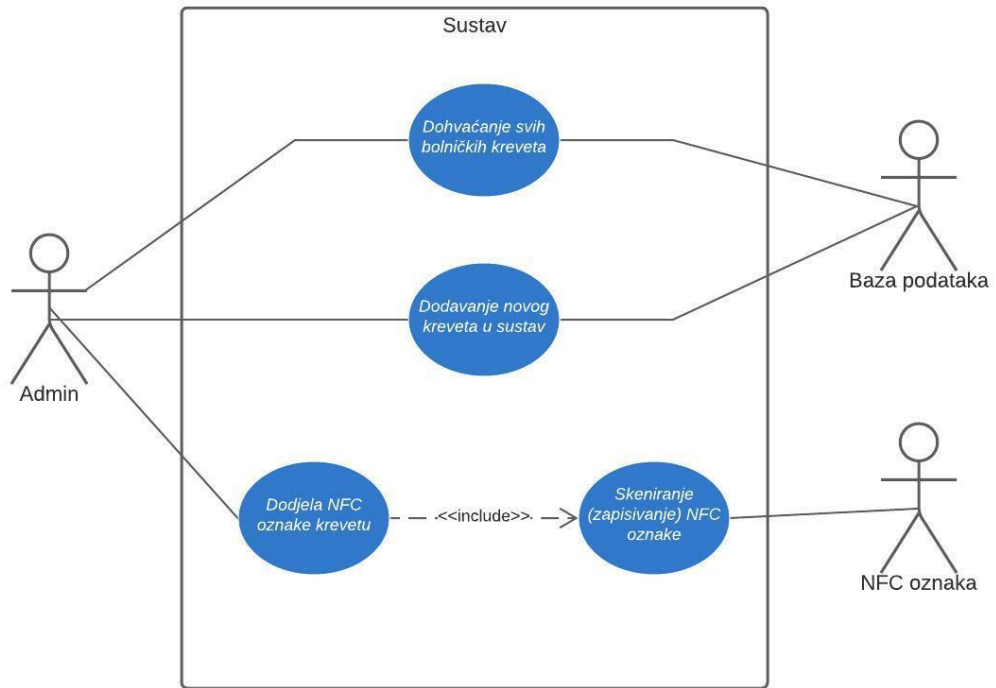 Sustav
Dohvaćanje svih
bolničkih kreveta
Baza podataka
Dodavanje novog
kreveta u sustav
Admin
Dodjela NFC
oznake krevetu
<<include>>
Skeniranje
(zapisivanje) NFC
oznake
NFC oznaka